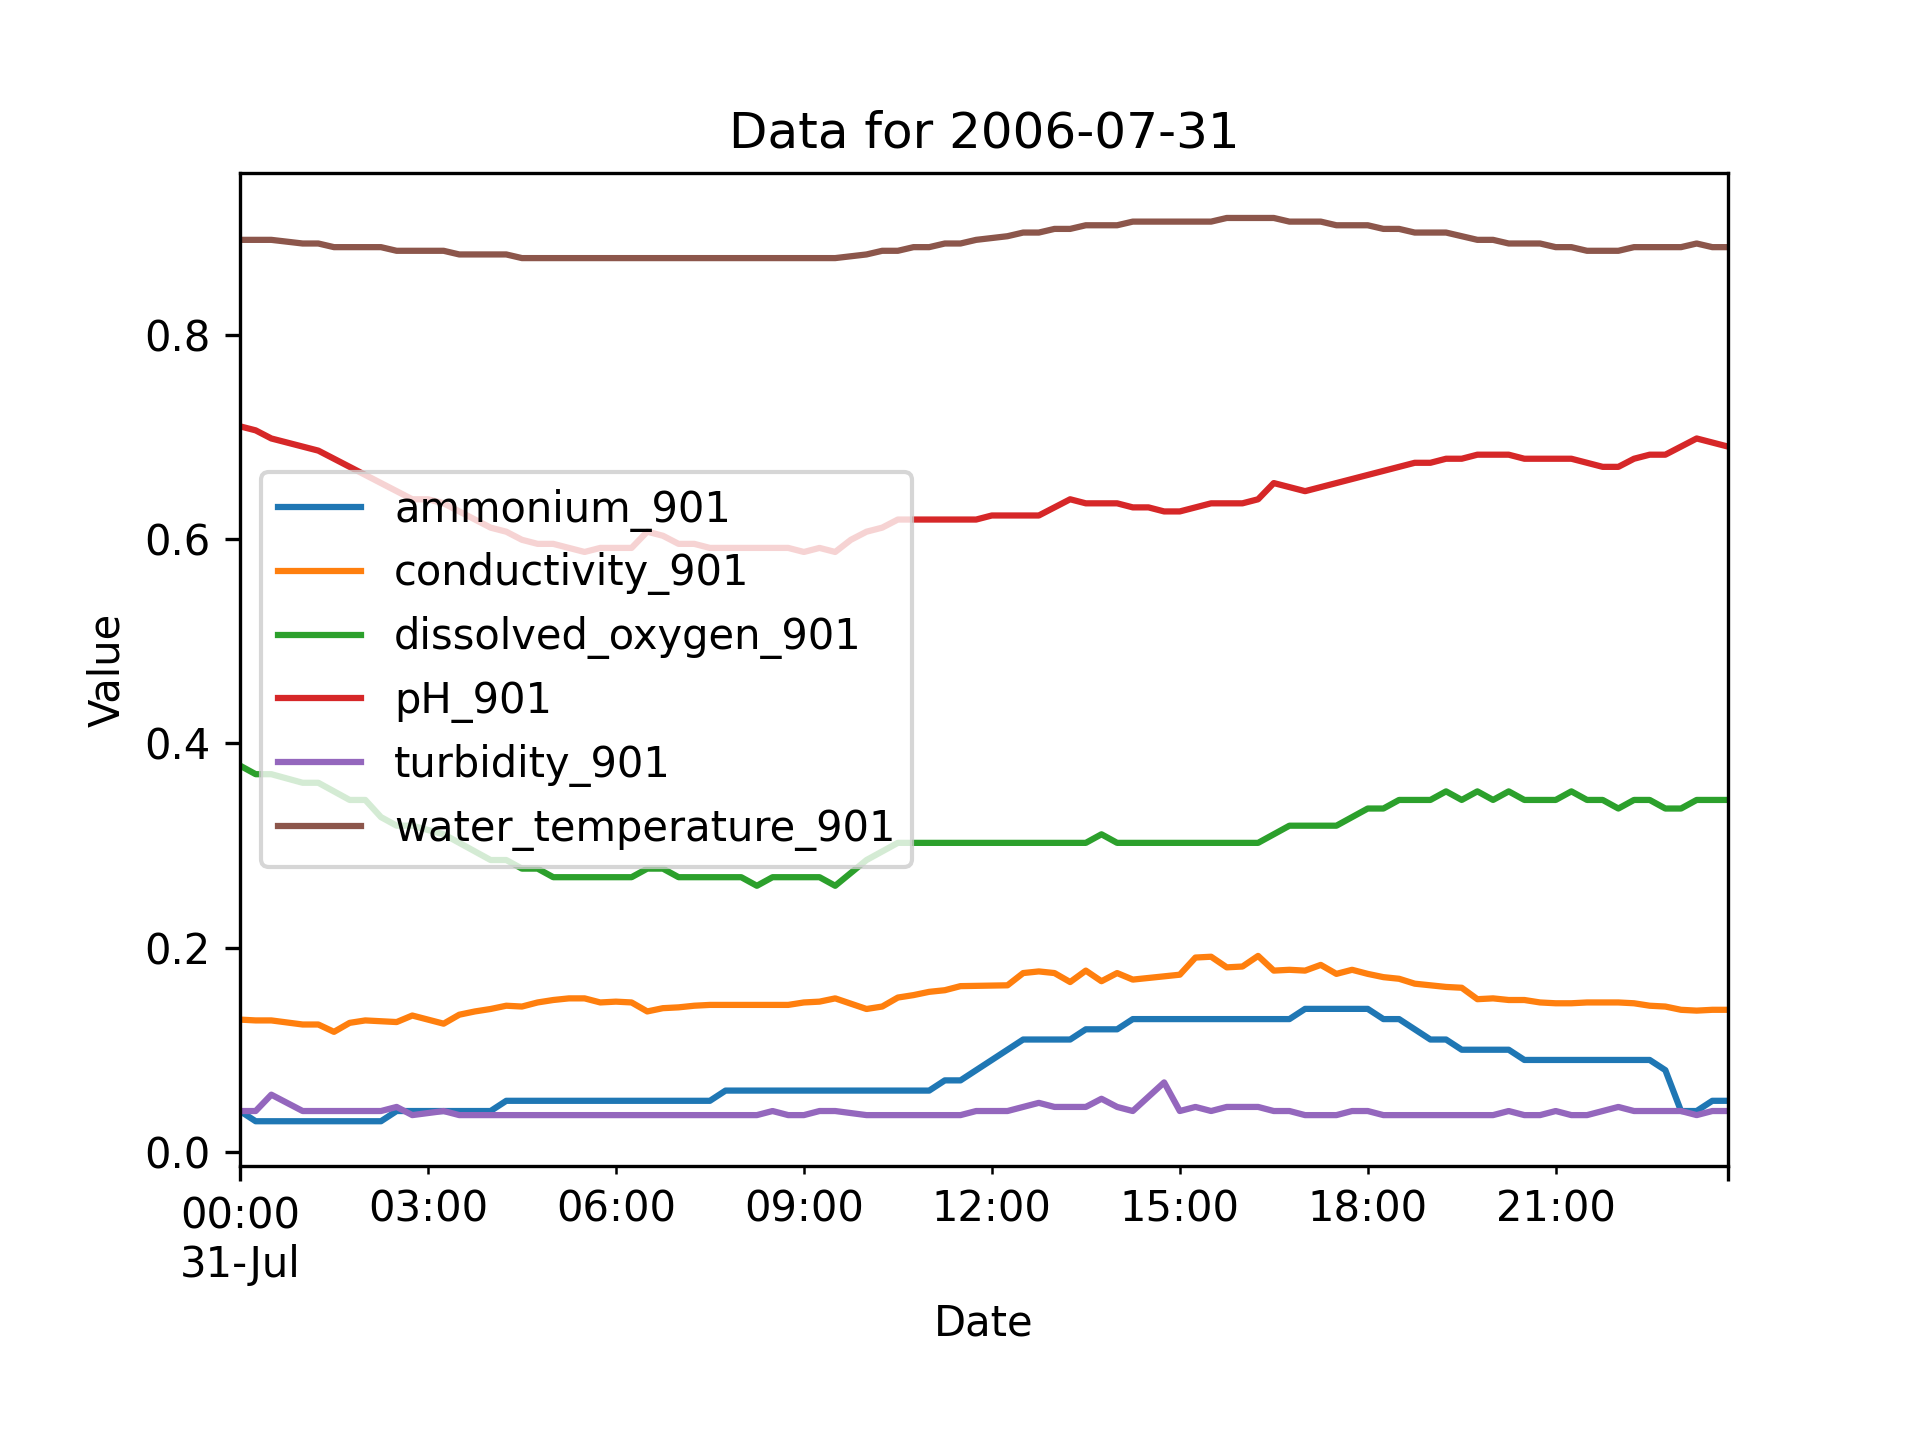 Data for 2006-07-31
Value
0.8
0.6
0.4
0.2
0.0
ammonium_901
conductivity_901
dissolved_oxygen_901
pH_901
turbidity_901
water_temperature_901
00:00 03:00 06:00 09:00 12:00 15:00 18:00 21:00
31-Jul
Date